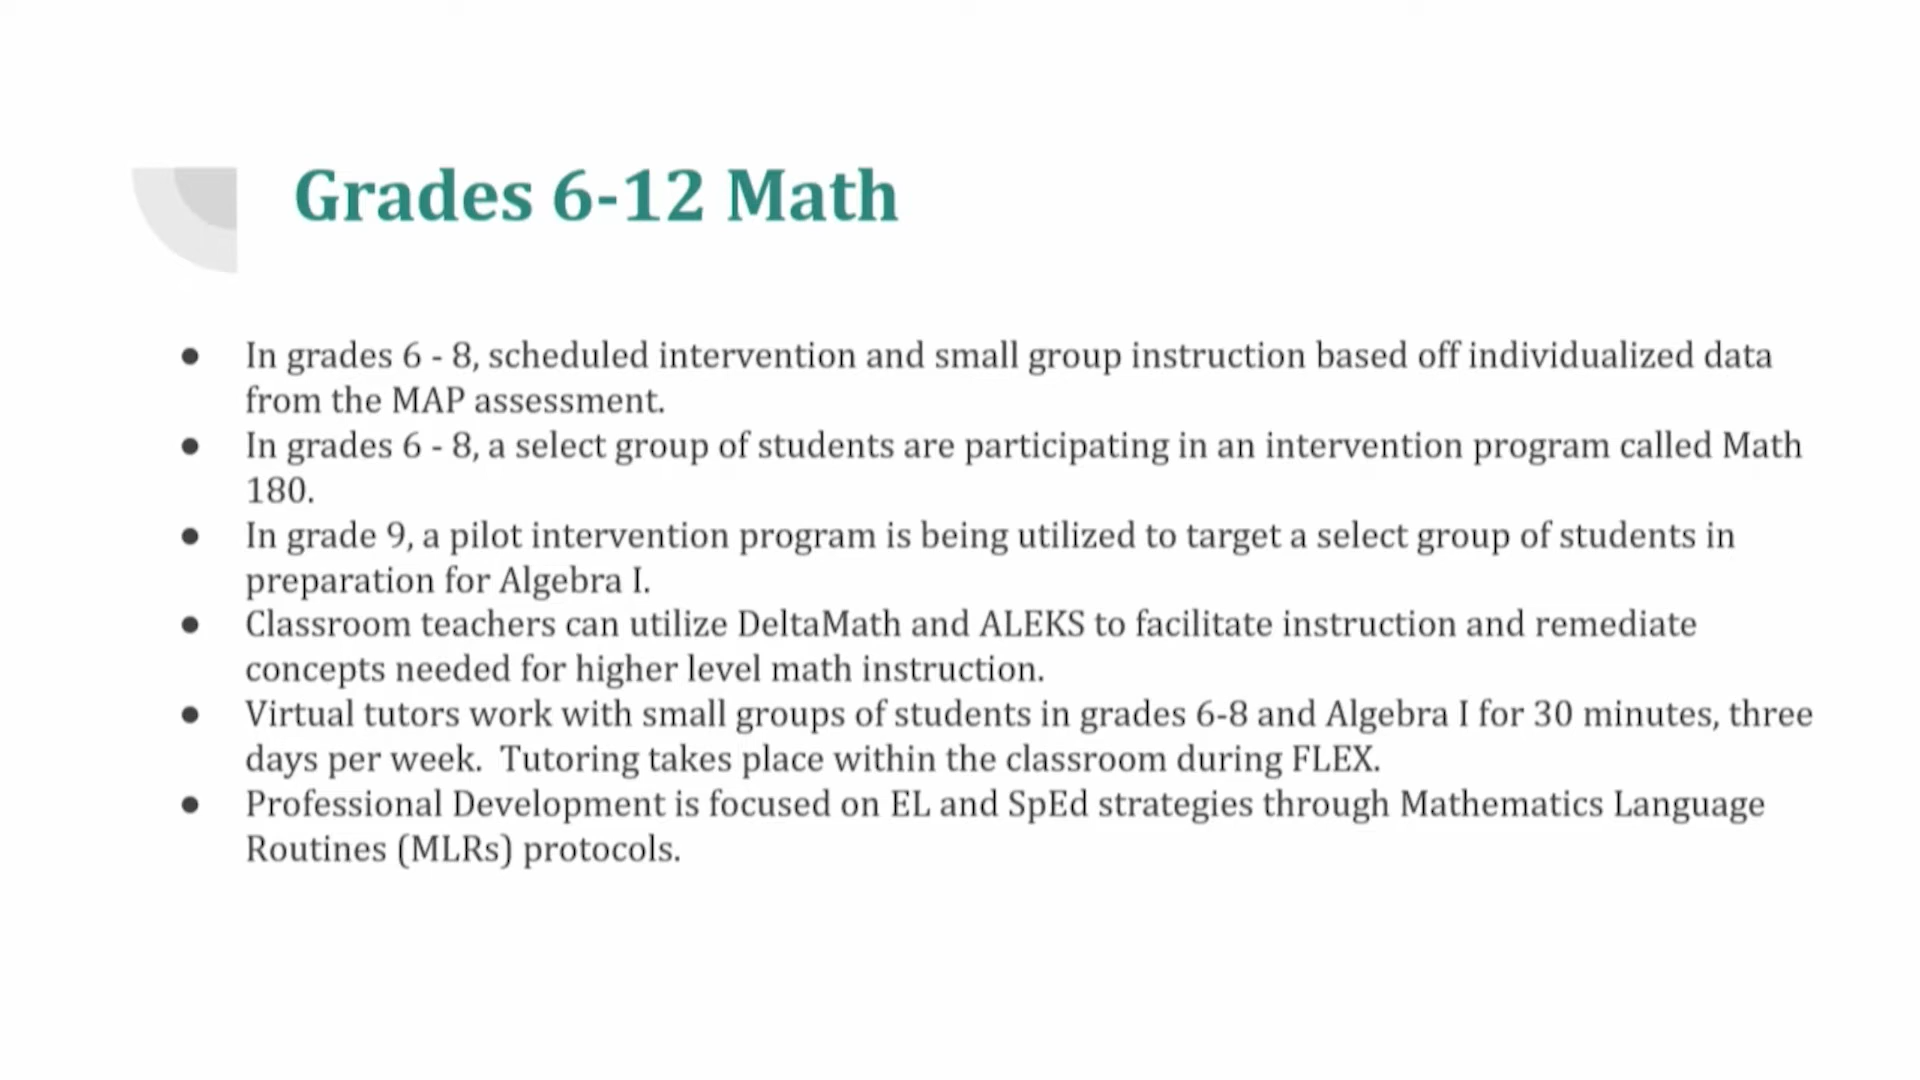 Grades 6-12 Math
● In grades 6 - 8, scheduled intervention and small group instruction based off individualized data
from the MAP assessment.
● In grades 6 - 8, a select group of students are participating in an intervention program called Math
180.
● In grade 9, a pilot intervention program is being utilized to target a select group of students in
preparation for Algebra I.
● Classroom teachers can utilize DeltaMath and ALEKS to facilitate instruction and remediate
concepts needed for higher level math instruction.
● Virtual tutors work with small groups of students in grades 6-8 and Algebra I for 30 minutes, three
days per week.  Tutoring takes place within the classroom during FLEX.
● Professional Development is focused on EL and SpEd strategies through Mathematics Language
Routines (MLRs) protocols.